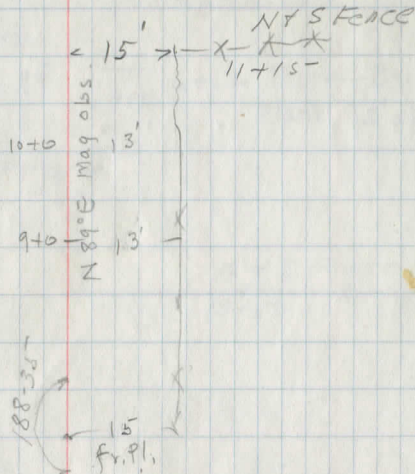 N & S Fence
15'
11+15
10+0 13'
N 89°E mag obs.
9+0 13'
188-35
15
fr. Pl.